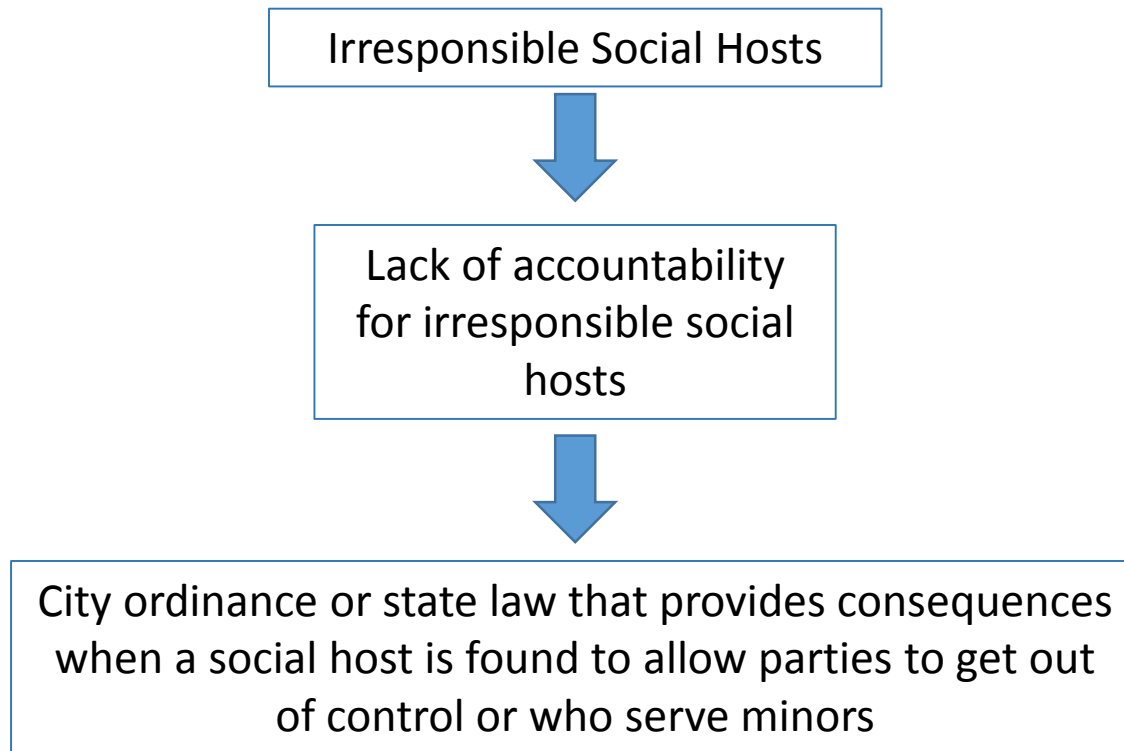 Irresponsible Social Hosts
Lack of accountability
for irresponsible social
hosts
City ordinance or state law that provides consequences
when a social host is found to allow parties to get out
of control or who serve minors